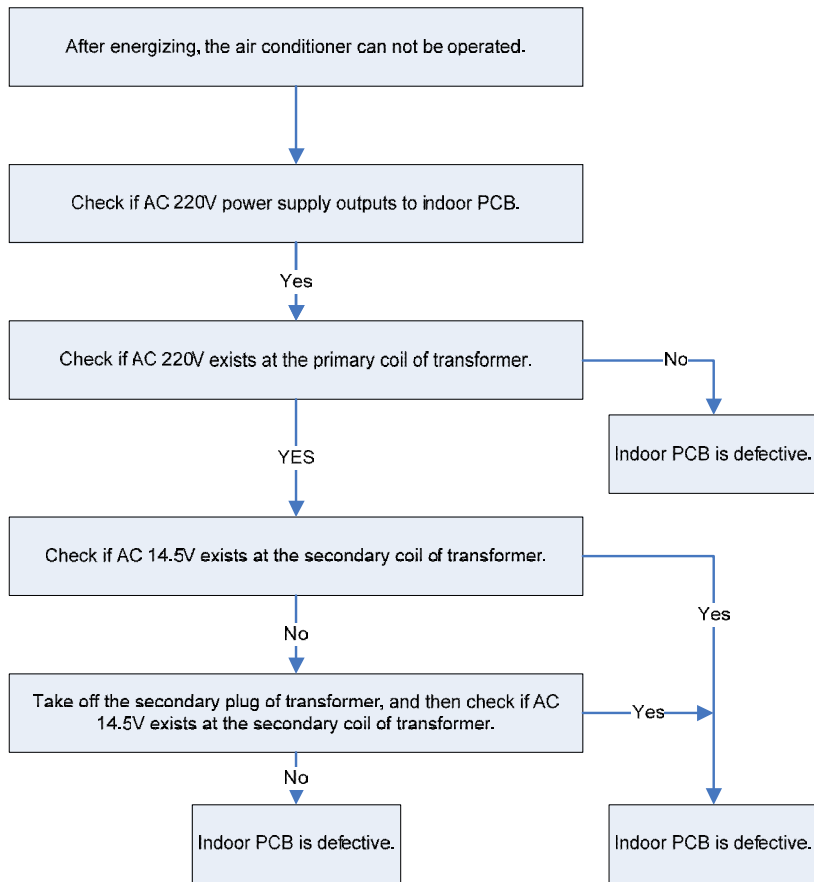 After energizing, the air conditioner can not be operated.
Check if AC 220V power supply outputs to indoor PCB.
Yes
Check if AC 220V exists at the primary coil of transformer.
No
Indoor PCB is defective.
YES
Check if AC 14.5V exists at the secondary coil of transformer.
Yes
No
Take off the secondary plug of transformer, and then check if AC
14.5V exists at the secondary coil of transformer.
Yes
No
Indoor PCB is defective.
Indoor PCB is defective.